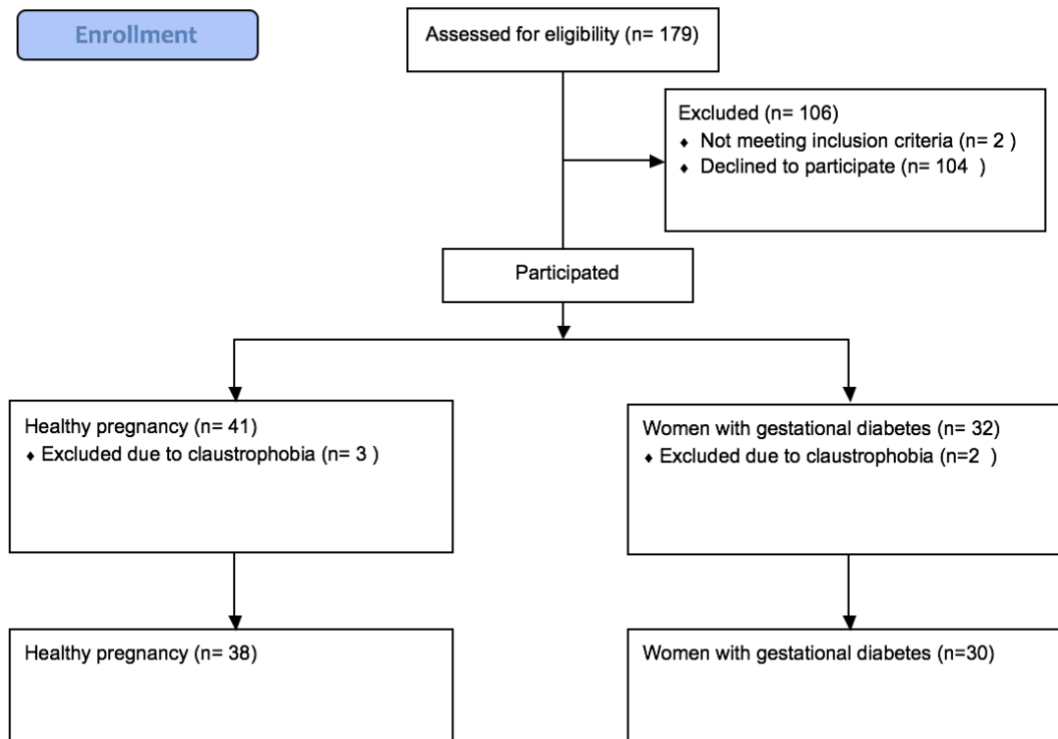 Enrollment
Assessed for eligibility (n= 179)
Excluded (n= 106)
♦ Not meeting inclusion criteria (n= 2 )
♦ Declined to participate (n= 104 )
Participated
Healthy pregnancy (n= 41)
♦ Excluded due to claustrophobia (n= 3 )
Women with gestational diabetes (n= 32)
♦ Excluded due to claustrophobia (n=2 )
Healthy pregnancy (n= 38)
Women with gestational diabetes (n=30)